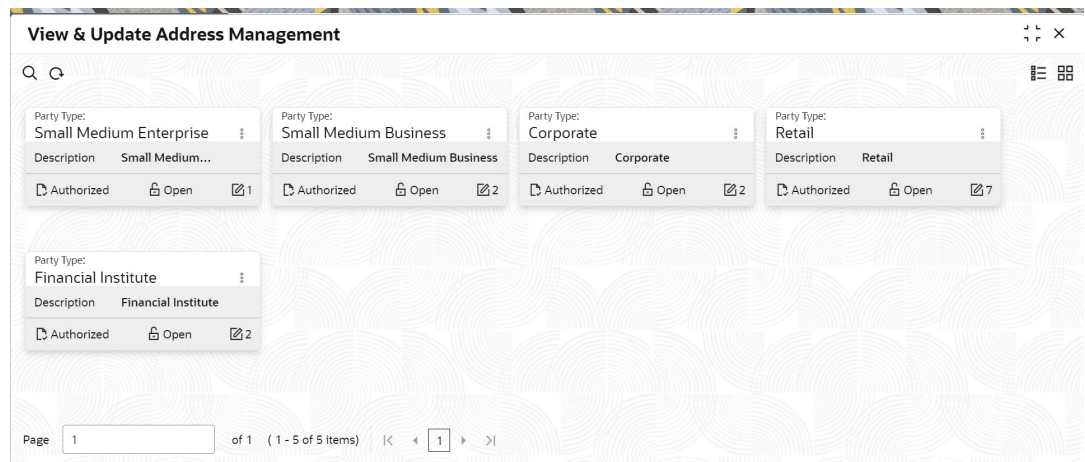 View & Update Address Management
Party Type:
Small Medium Enterprise
Description Small Medium...
Authorized Open 1
Party Type:
Small Medium Business
Description Small Medium Business
Authorized Open 2
Party Type:
Corporate
Description Corporate
Authorized Open 2
Party Type:
Retail
Description Retail
Authorized Open 7
Party Type:
Financial Institute
Description Financial Institute
Authorized Open 2
Page 1 of 1 ( 1 - 5 of 5 items) 1